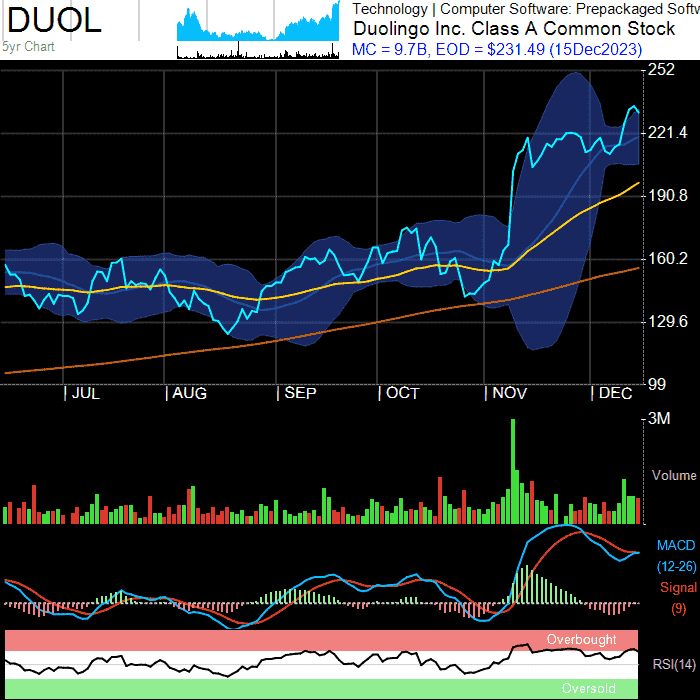 DUOL
5yr Chart
Technology | Computer Software: Prepackaged Softw
Duolingo Inc. Class A Common Stock
MC = 9.7B, EOD = $231.49 (15Dec2023)
252
221.4
190.8
160.2
129.6
99
| JUL | AUG | SEP | OCT | NOV | DEC
3M
Volume
MACD
(12-26)
Signal
(9)
Overbought
RSI(14)
Oversold